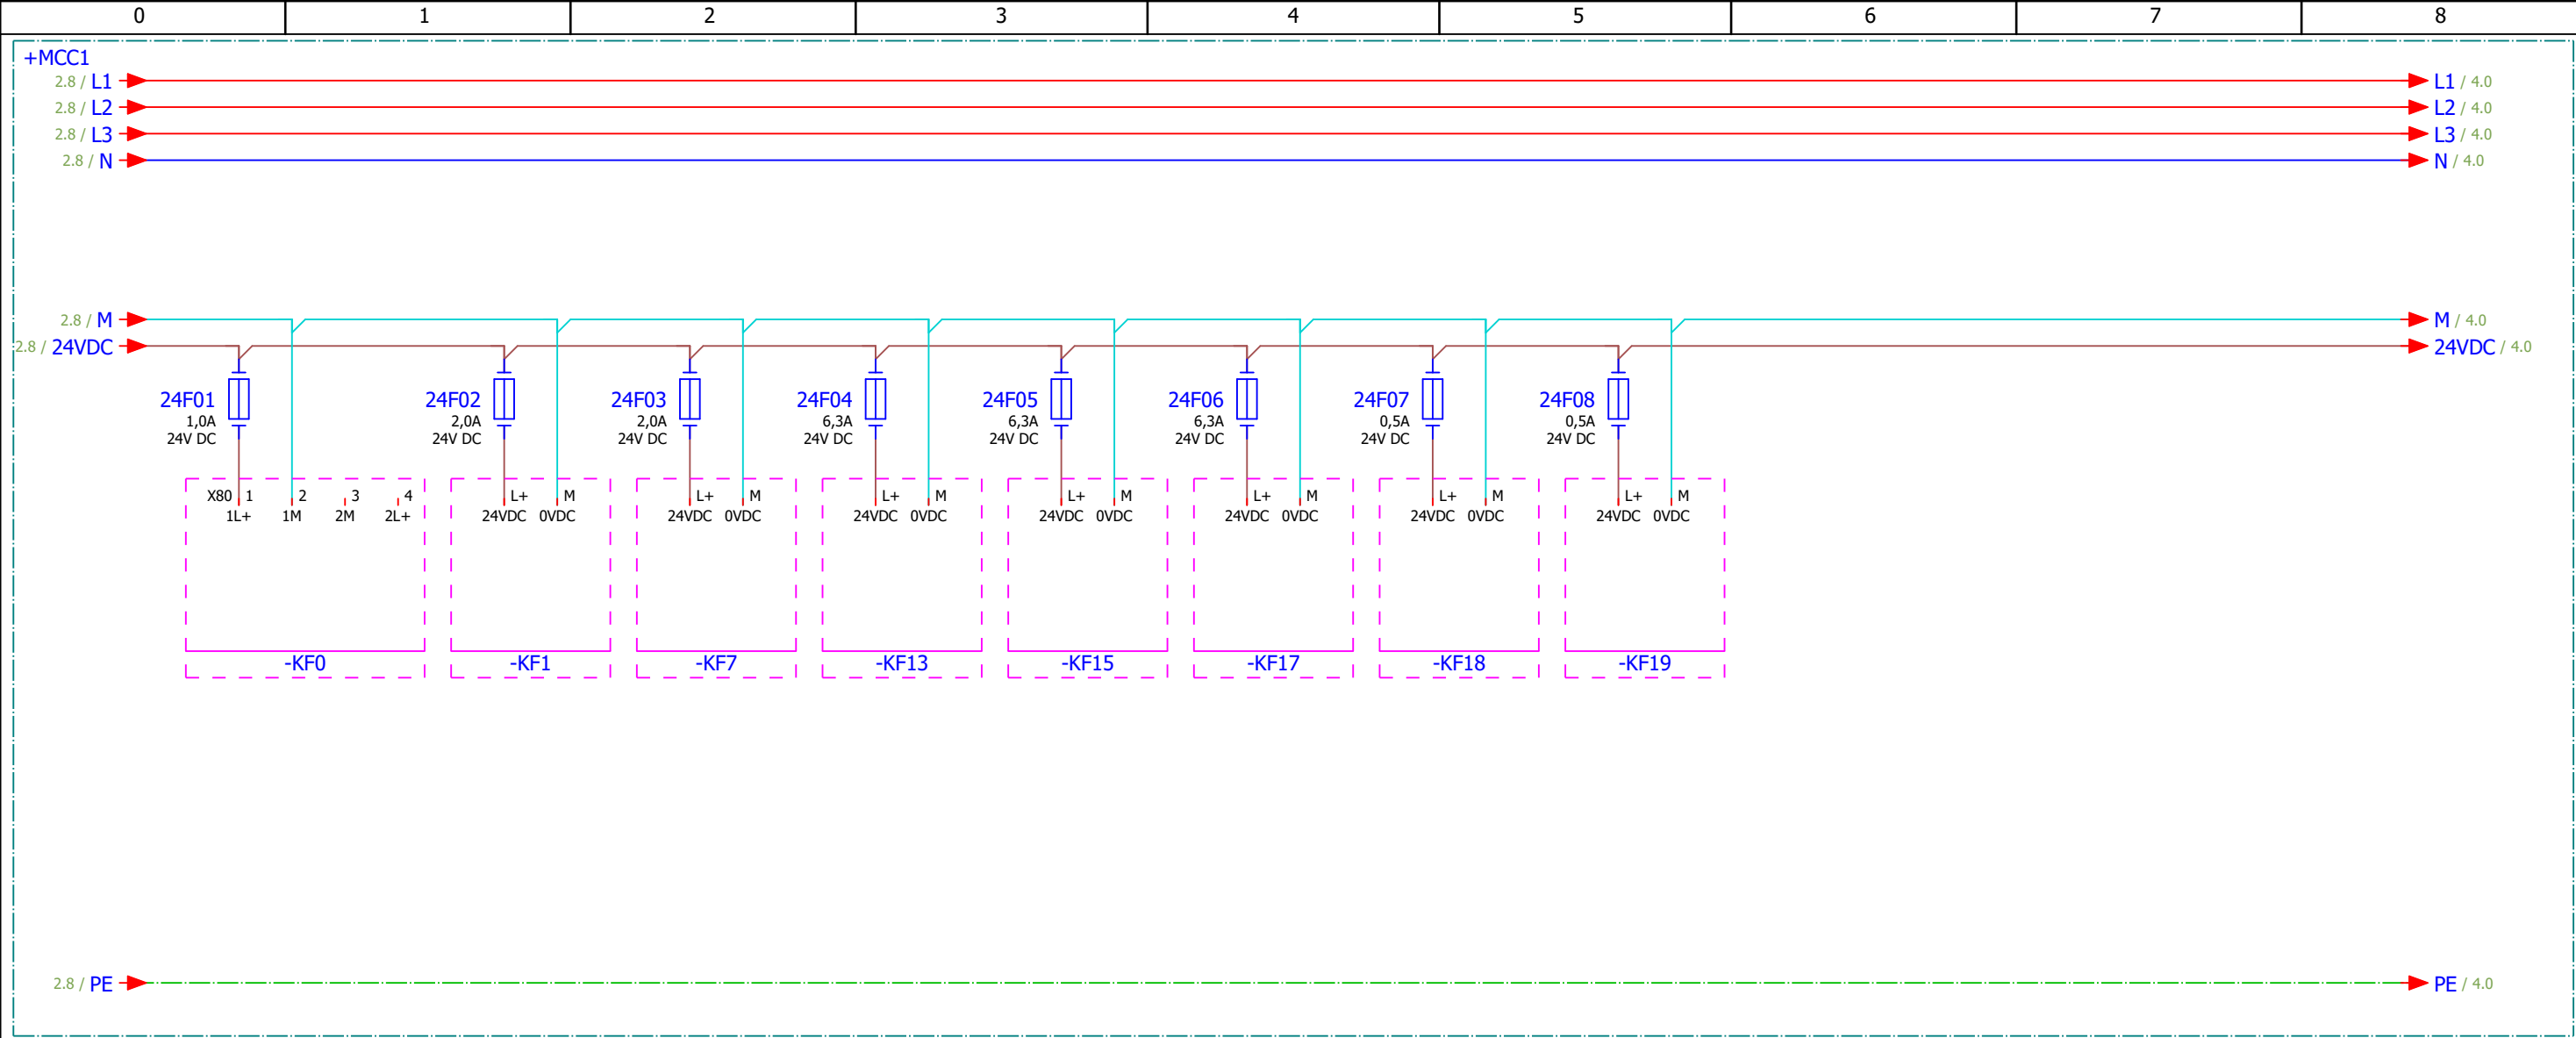 0 1 2 3 4 5 6 7 8
+MCC1
2.8 / L1 L1 / 4.0
2.8 / L2 L2 / 4.0
2.8 / L3 L3 / 4.0
2.8 / N N / 4.0
2.8 / M M / 4.0
2.8 / 24VDC 24VDC / 4.0
24F01 24F02 24F03 24F04 24F05 24F06 24F07 24F08
1,0A 2,0A 2,0A 6,3A 6,3A 6,3A 0,5A 0,5A
24V DC 24V DC 24V DC 24V DC 24V DC 24V DC 24V DC 24V DC
X80 1 2 3 4 L+ M L+ M L+ M L+ M L+ M L+ M L+ M
1L+ 1M 2M 2L+ 24VDC 0VDC 24VDC 0VDC 24VDC 0VDC 24VDC 0VDC 24VDC 0VDC 24VDC 0VDC 24VDC 0VDC
-KF0 -KF1 -KF7 -KF13 -KF15 -KF17 -KF18 -KF19
2.8 / PE PE / 4.0